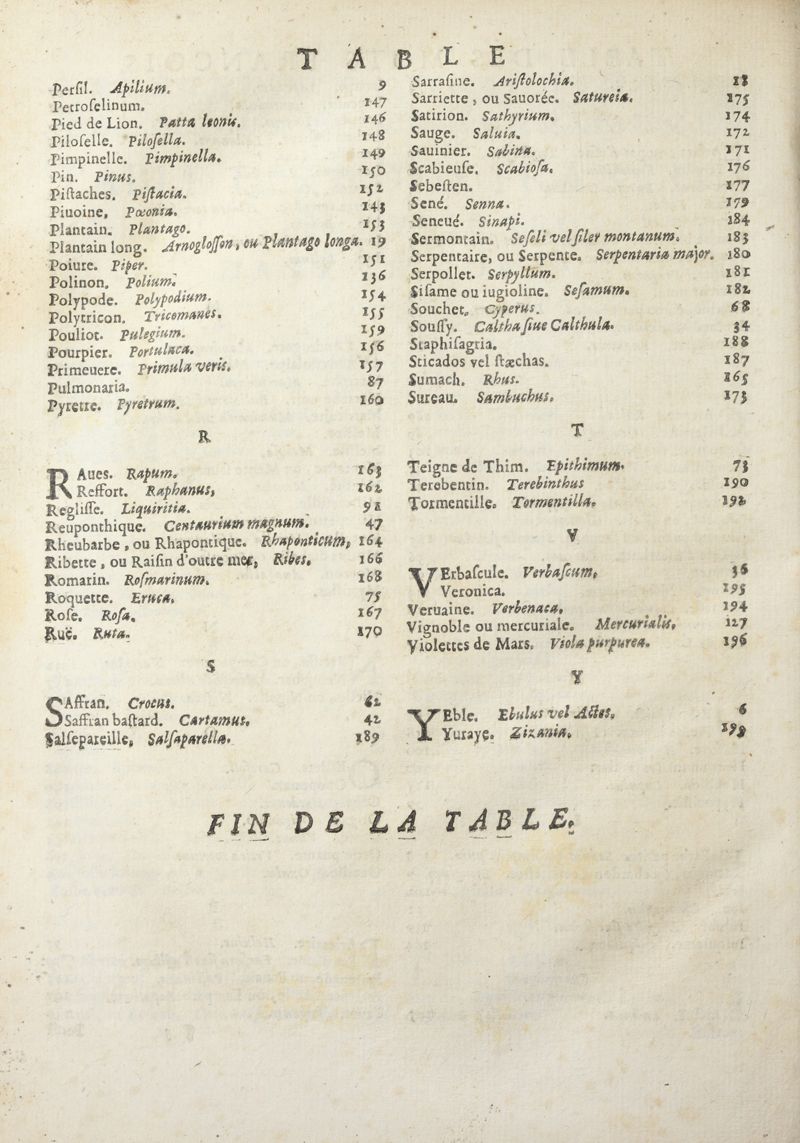 TABLE
Perſil. Apilium. 9
Petroſelinum. 147
Pied de Lion. Patta leonis. 146
Piloſelle. Piloſella. 148
Pimpinelle. Pimpinella. 149
Pin. Pinus. 150
Piſtaches. Piſtacia. 152
Piuoine, Pœonia. 143
Plantain. Plantago. 153
Plantain long. Arnogloſſon, ou Plantago longa. 19
Poiure. Piper. 151
Polinon. Polium. 136
Polypode. Polypodium. 154
Polytricon. Tricomanes. 155
Pouliot. Pulegium. 159
Pourpier. Portulaca. 156
Primeuere. Primula veris. 157
Pulmonaria. 87
Pyretre. Pyretrum. 160
R
RAues. Rapum. 163
Reffort. Raphanus, 162
Regliſſe. Liquiritia. 92
Reuponthique. Centaurium magnum. 47
Rheubarbe, ou Rhapontique. Rhaponticum, 164
Ribette, ou Raiſin d'outre mer, Ribes. 166
Romarin. Roſmarinum. 168
Roquette. Eruca. 75
Roſe. Roſa. 167
Ruë. Ruta. 170
S
SAffran. Crocus. 62
Saffran baſtard. Cartamus, 42
Salſepareille, Salſaparella. 189
Sarraſine. Ariſtolochia. 18
Sarriette, ou Sauorée. Satureia. 175
Satirion. Sathyrium. 174
Sauge. Saluia. 172
Sauinier. Sabina. 171
Scabieuſe. Scabioſa. 176
Sebeſten. 177
Sené. Senna. 179
Seneué. Sinapi. 184
Sermontain. Seſeli vel ſiler montanum. 183
Serpentaire, ou Serpente. Serpentaria major. 180
Serpollet. Serpyllum. 181
Siſame ou iugioline. Seſamum. 182
Souchet. Cyperus. 68
Souſſy. Caltha ſiue Calthula. 34
Staphiſagria. 188
Sticados vel ſtæchas. 187
Sumach. Rhus. 165
Sureau. Sambuchus. 173
T
Teigne de Thim. Epithimum. 73
Terebentin. Terebinthus 190
Tormentille. Tormentilla. 192
V
VErbaſcule. Verbaſcum, 36
Veronica. 195
Veruaine. Verbenaca, 194
Vignoble ou mercuriale. Mercurialis, 127
Violettes de Mars. Viola purpurea. 196
Y
YEble. Ebulus vel Actes. 6
Yuraye. Zizania. 199
FIN DE LA TABLE.